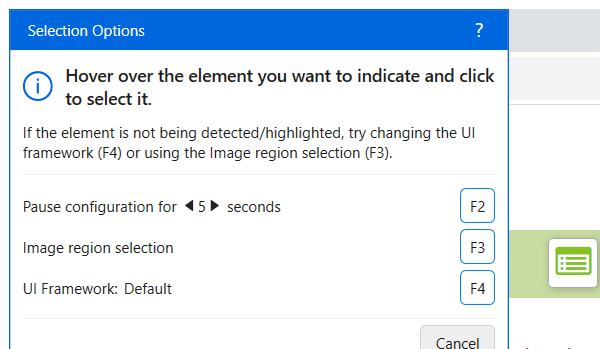 Selection Options ?
Hover over the element you want to indicate and click
to select it.
If the element is not being detected/highlighted, try changing the UI
framework (F4) or using the Image region selection (F3).
Pause configuration for 5 seconds F2
Image region selection F3
UI Framework: Default F4
Cancel